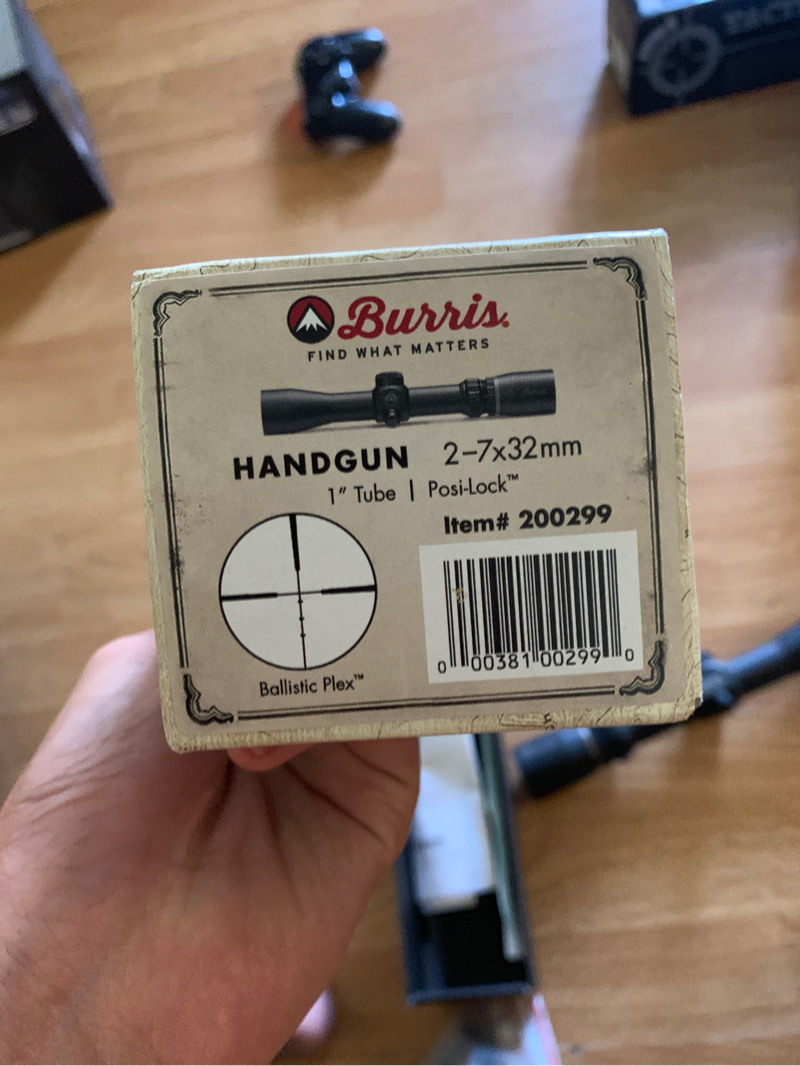 TACT
Burris.
FIND WHAT MATTERS
HANDGUN 2–7x32mm
1" Tube | Posi-Lock™
Item# 200299
Ballistic Plex™
0 00381 00299 0